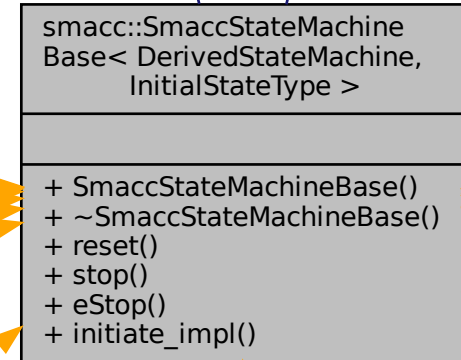 smacc::SmaccStateMachine
Base< DerivedStateMachine,
InitialStateType >
+ SmaccStateMachineBase()
+ ~SmaccStateMachineBase()
+ reset()
+ stop()
+ eStop()
+ initiate_impl()